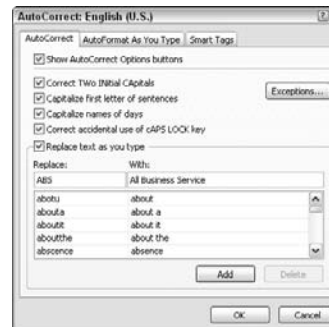 AutoCorrect: English (U.S.)
AutoCorrect AutoFormat As You Type Smart Tags
Show AutoCorrect Options buttons
Correct TWo INitial CApitals
Exceptions...
Capitalize first letter of sentences
Capitalize names of days
Correct accidental use of cAPS LOCK key
Replace text as you type
Replace: With:
ABS All Business Service
abotu about
abouta about a
aboutit about it
aboutthe about the
abscence absence
Add Delete
OK Cancel